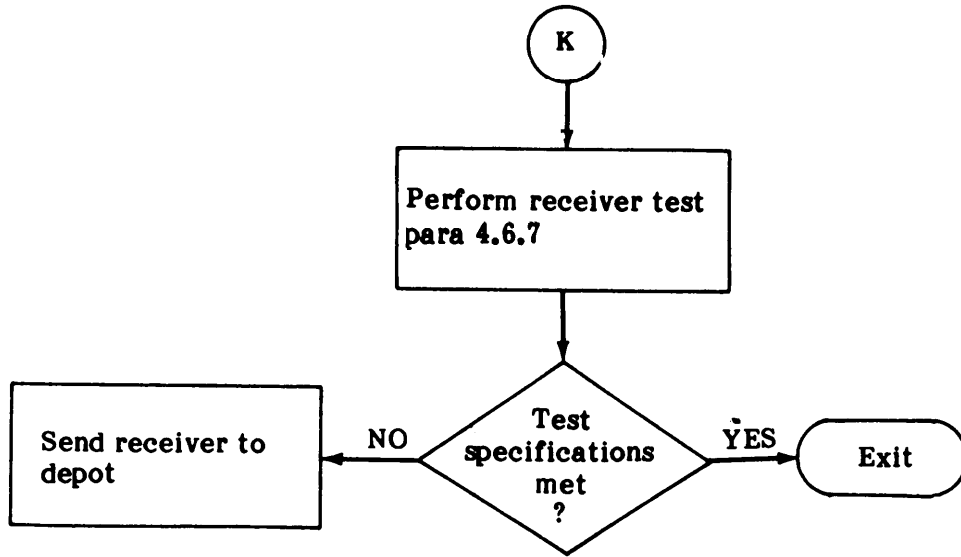 K
Perform receiver test
para 4.6.7
Test
specifications
met
?
NO
YES
Send receiver to
depot
Exit